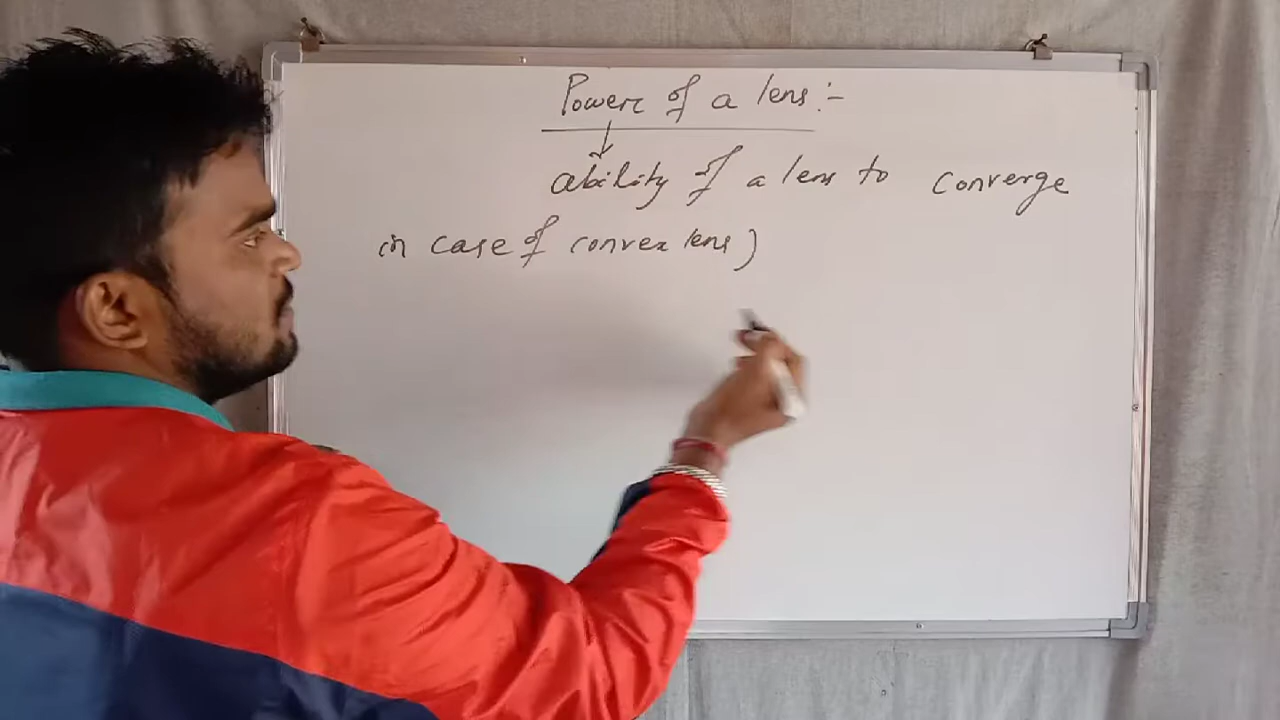 Power of a lens :-
ability of a lens to converge
in case of convex lens)